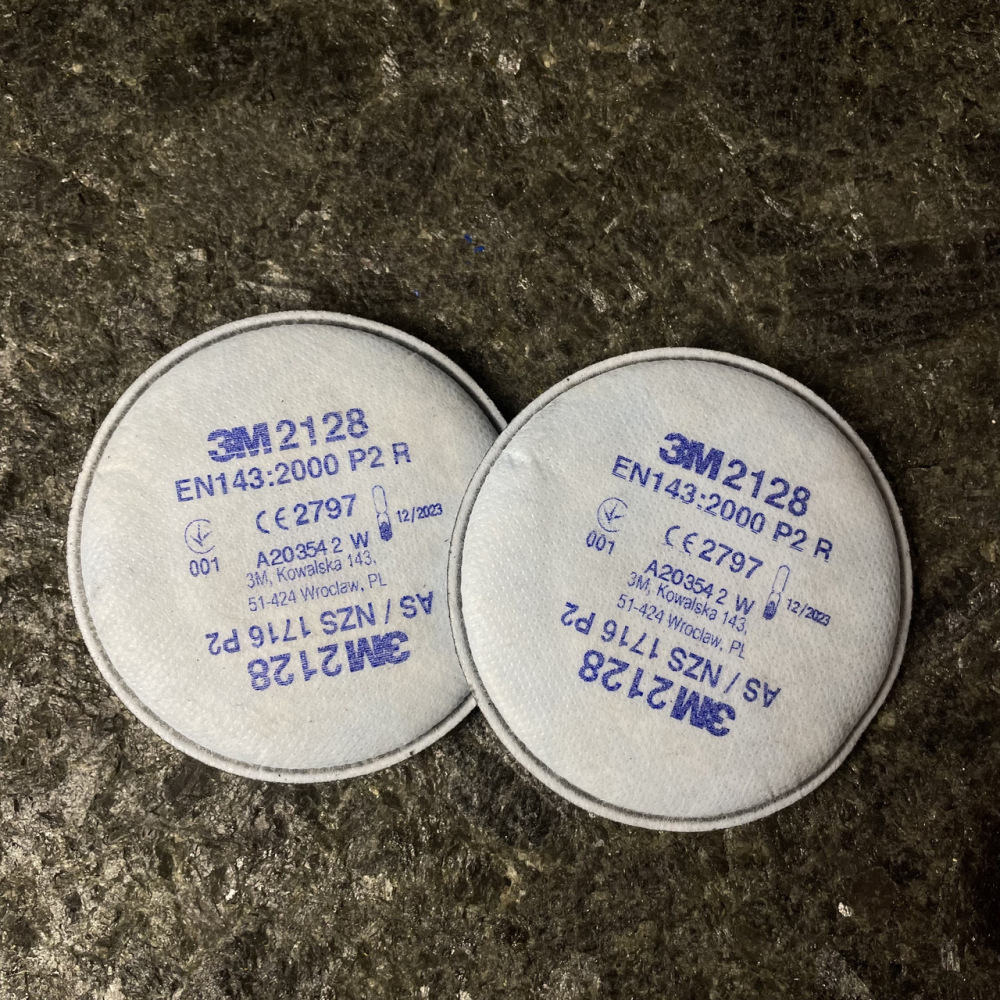 3M 2128
EN143:2000 P2 R
CE 2797
12/2023
001
A20354 2 W
3M, Kowalska 143,
51-424 Wroclaw, PL
AS / NZS 1716 P2
3M 2128
3M 2128
EN143:2000 P2 R
CE 2797
001
12/2023
A20354 2 W
3M, Kowalska 143,
51-424 Wroclaw, PL
AS / NZS 1716 P2
3M 2128